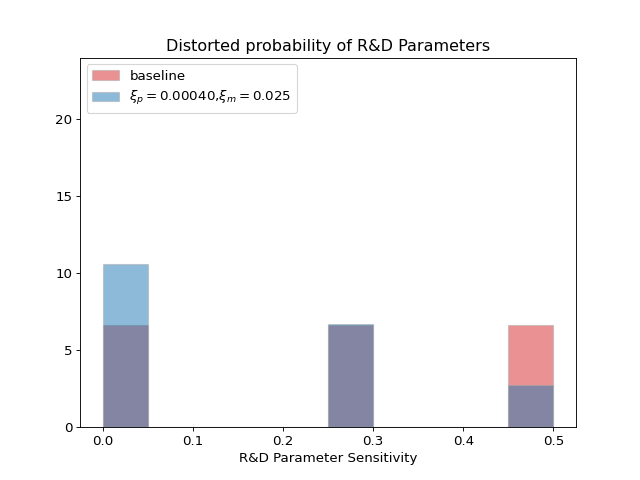 Distorted probability of R&D Parameters
baseline
ξₚ = 0.00040,ξₘ = 0.025
20
15
10
5
0
0.0 0.1 0.2 0.3 0.4 0.5
R&D Parameter Sensitivity